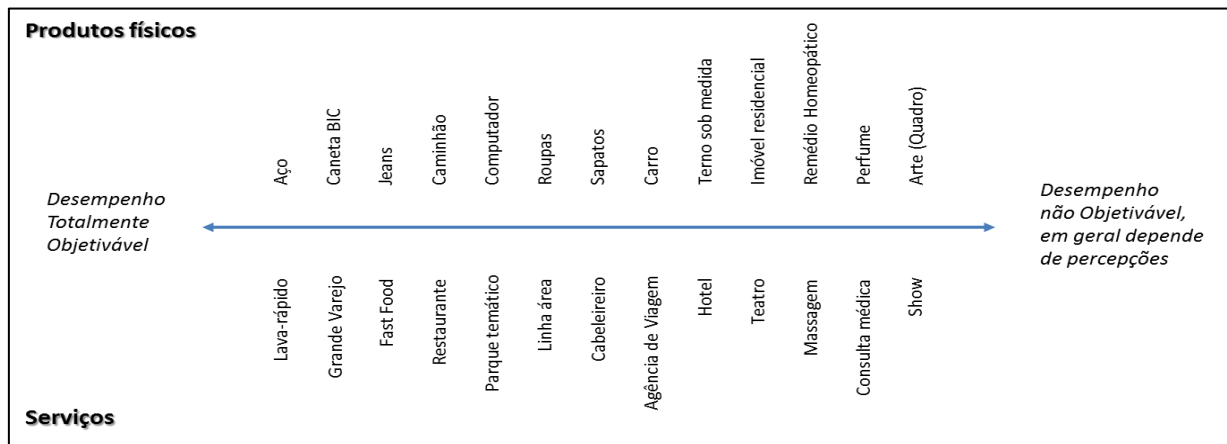 Produtos físicos
Aço
Caneta BIC
Jeans
Caminhão
Computador
Roupas
Sapatos
Carro
Terno sob medida
Imóvel residencial
Remédio Homeopático
Perfume
Arte (Quadro)
Desempenho
Totalmente
Objetivável
Desempenho
não Objetivável,
em geral depende
de percepções
Lava-rápido
Grande Varejo
Fast Food
Restaurante
Parque temático
Linha área
Cabeleireiro
Agência de Viagem
Hotel
Teatro
Massagem
Consulta médica
Show
Serviços